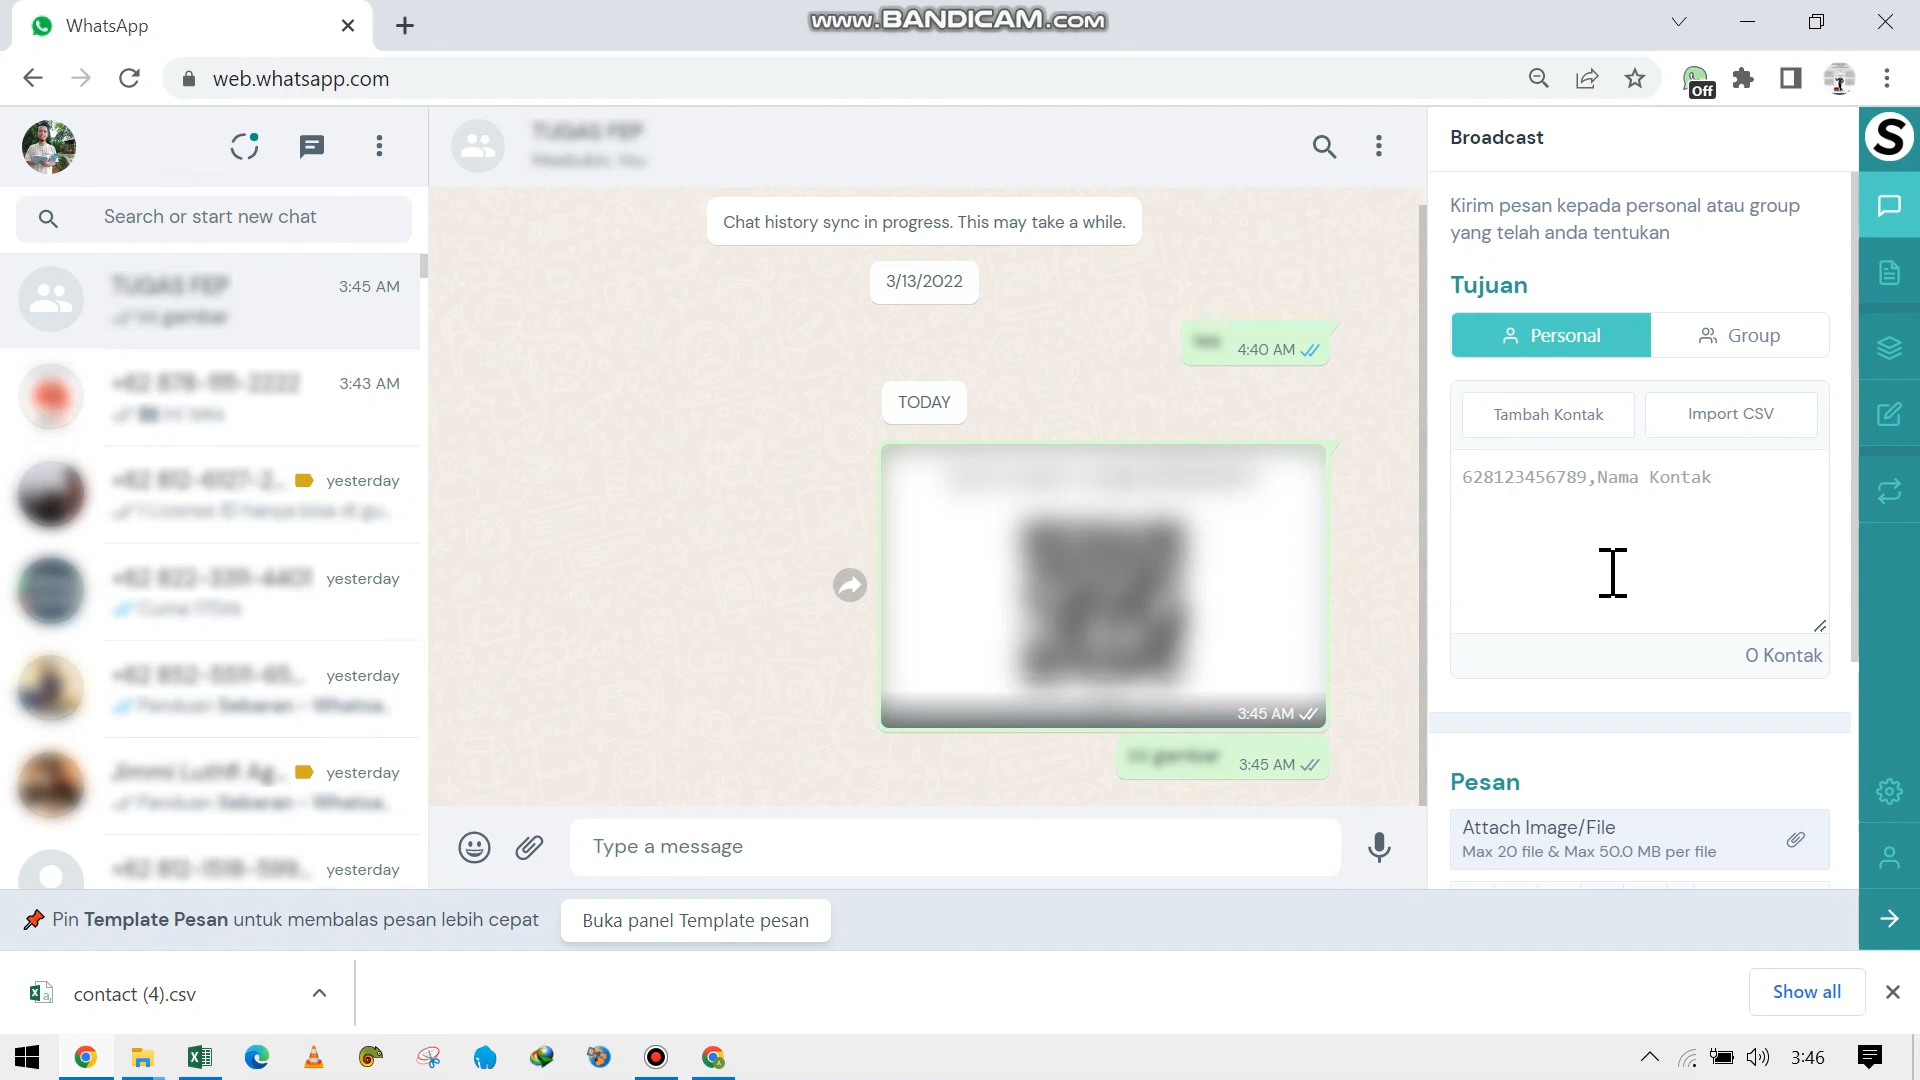 WhatsApp
www.BANDICAM.com
web.whatsapp.com
Off
Search or start new chat
3:45 AM
3:43 AM
yesterday
yesterday
yesterday
yesterday
yesterday
Chat history sync in progress. This may take a while.
3/13/2022
4:40 AM
TODAY
3:45 AM
3:45 AM
Type a message
Broadcast
S
Kirim pesan kepada personal atau group
yang telah anda tentukan
Tujuan
Personal
Group
Tambah Kontak
Import CSV
628123456789,Nama Kontak
0 Kontak
Pesan
Attach Image/File
Max 20 file & Max 50.0 MB per file
Pin Template Pesan untuk membalas pesan lebih cepat
Buka panel Template pesan
contact (4).csv
Show all
3:46